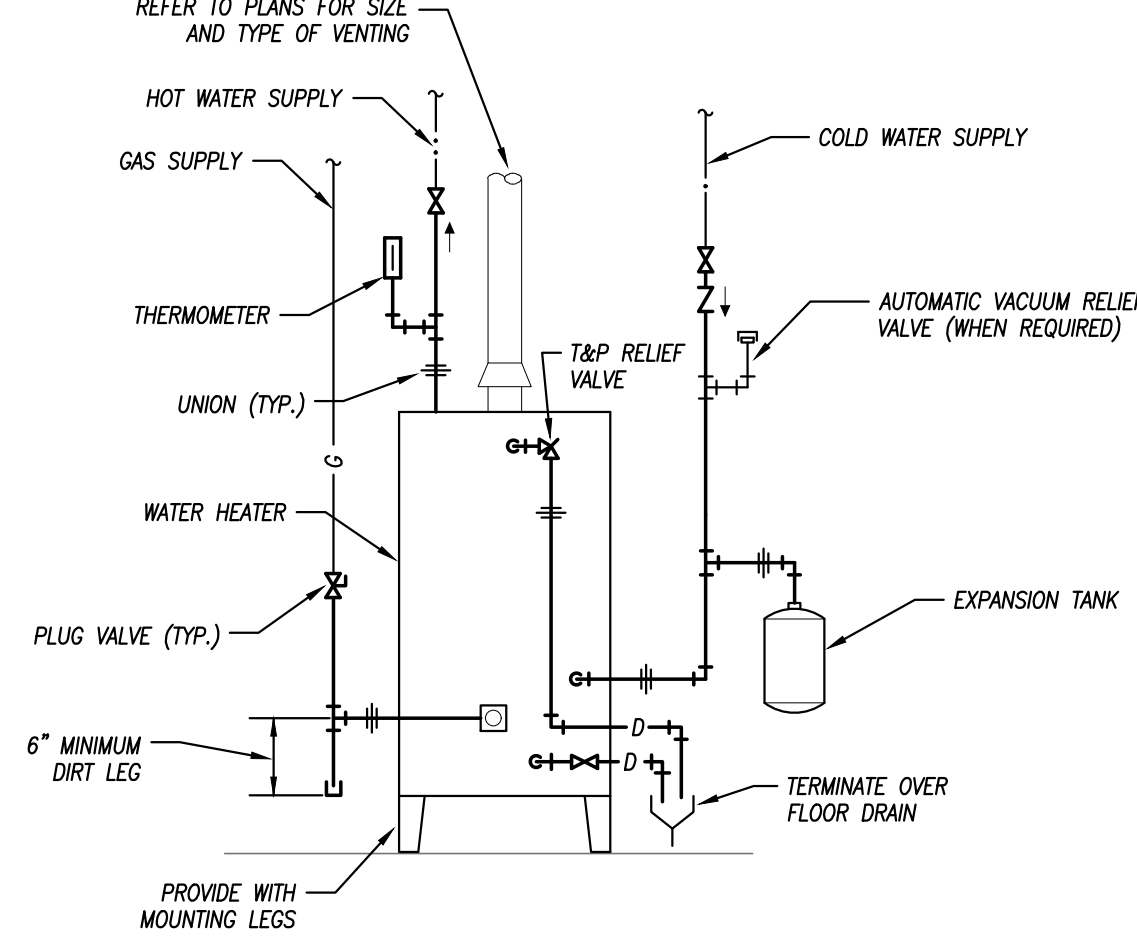 REFER TO PLANS FOR SIZE
AND TYPE OF VENTING
HOT WATER SUPPLY
COLD WATER SUPPLY
GAS SUPPLY
THERMOMETER
AUTOMATIC VACUUM RELIEF
VALVE (WHEN REQUIRED)
T&P RELIEF
VALVE
UNION (TYP.)
G
WATER HEATER
EXPANSION TANK
PLUG VALVE (TYP.)
D
6" MINIMUM
DIRT LEG
D
TERMINATE OVER
FLOOR DRAIN
PROVIDE WITH
MOUNTING LEGS